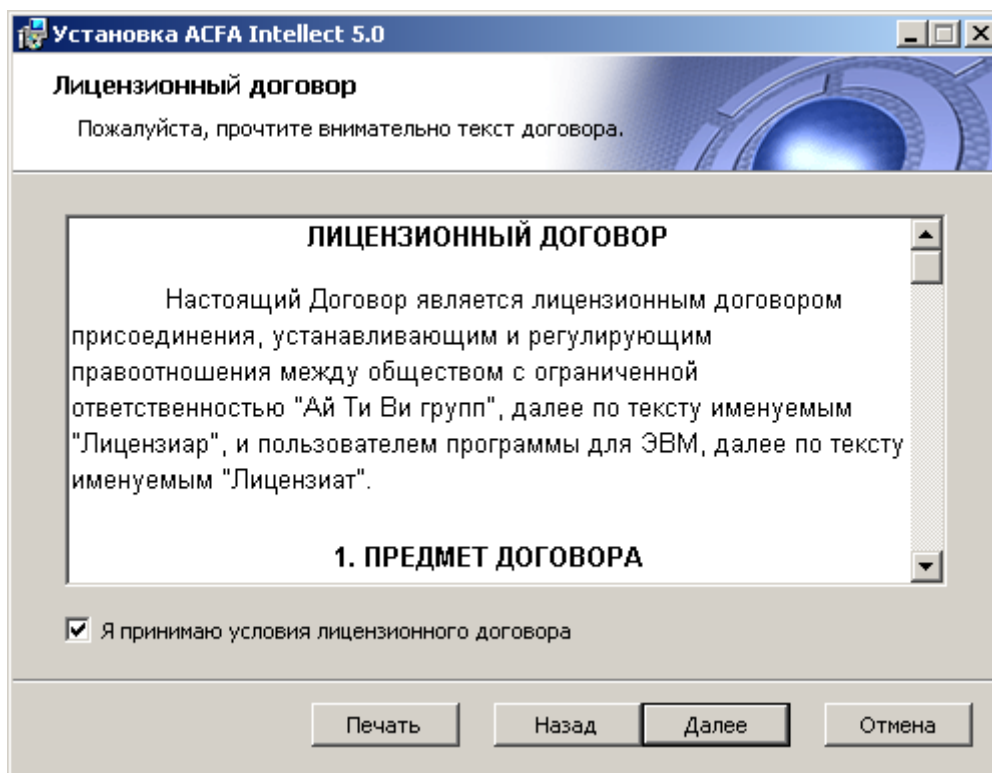 Установка ACFA Intellect 5.0
Лицензионный договор
Пожалуйста, прочтите внимательно текст договора.
ЛИЦЕНЗИОННЫЙ ДОГОВОР
Настоящий Договор является лицензионным договором
присоединения, устанавливающим и регулирующим
правоотношения между обществом с ограниченной
ответственностью "Ай Ти Ви групп", далее по тексту именуемым
"Лицензиар", и пользователем программы для ЭВМ, далее по тексту
именуемым "Лицензиат".
1. ПРЕДМЕТ ДОГОВОРА
Я принимаю условия лицензионного договора
Печать Назад Далее Отмена